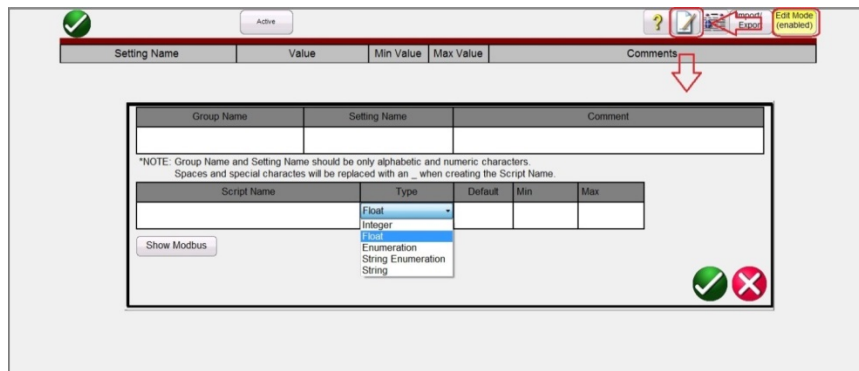 Active
?
Import/
Export
Edit Mode
(enabled)
Setting Name Value Min Value Max Value Comments
Group Name Setting Name Comment
*NOTE: Group Name and Setting Name should be only alphabetic and numeric characters.
Spaces and special charactes will be replaced with an _ when creating the Script Name.
Script Name Type Default Min Max
Float
Integer
Float
Enumeration
String Enumeration
String
Show Modbus